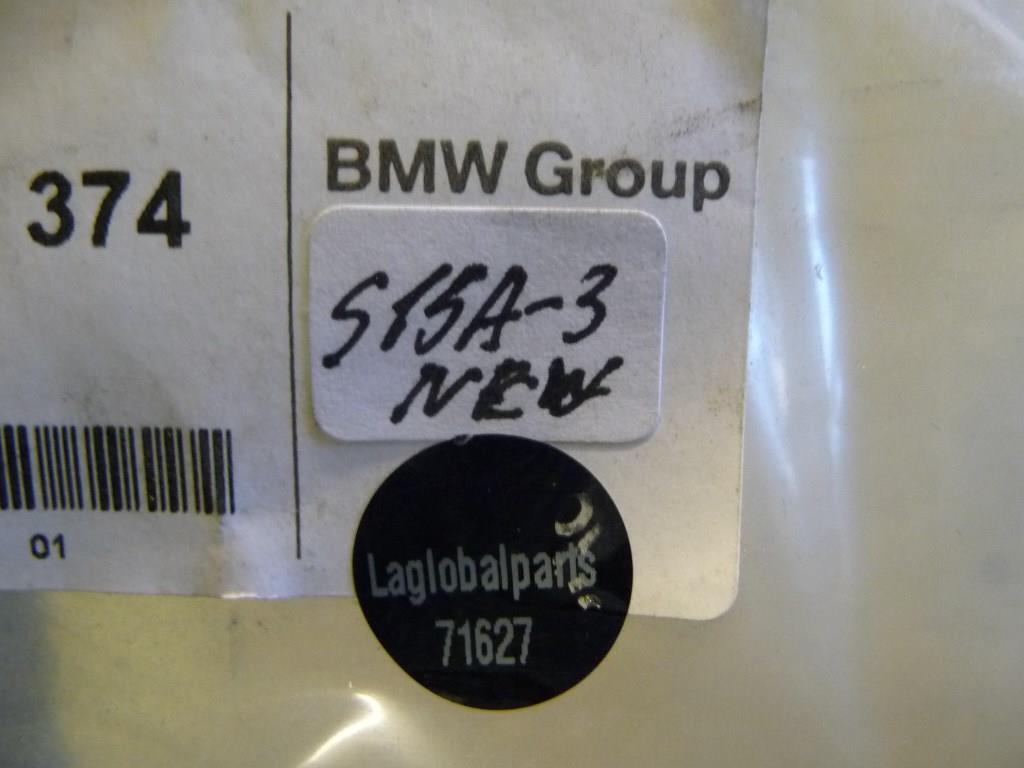 374
BMW Group
S15A-3
NEW
01
Laglobalparts
71627